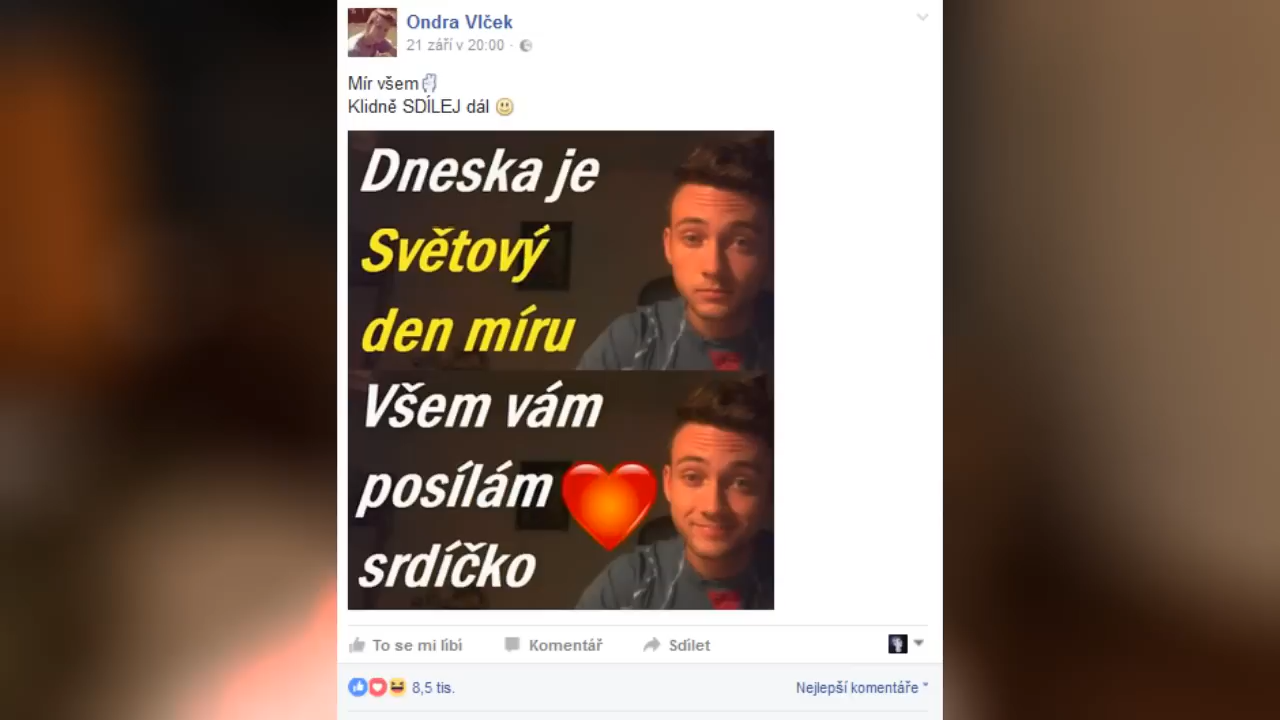 Ondra Vlček
21 září v 20:00 ·
Mír všem
Klidně SDÍLEJ dál
Dneska je
Světový
den míru
Všem vám
posílám
srdíčko
To se mi líbí
Komentář
Sdílet
8,5 tis.
Nejlepší komentáře